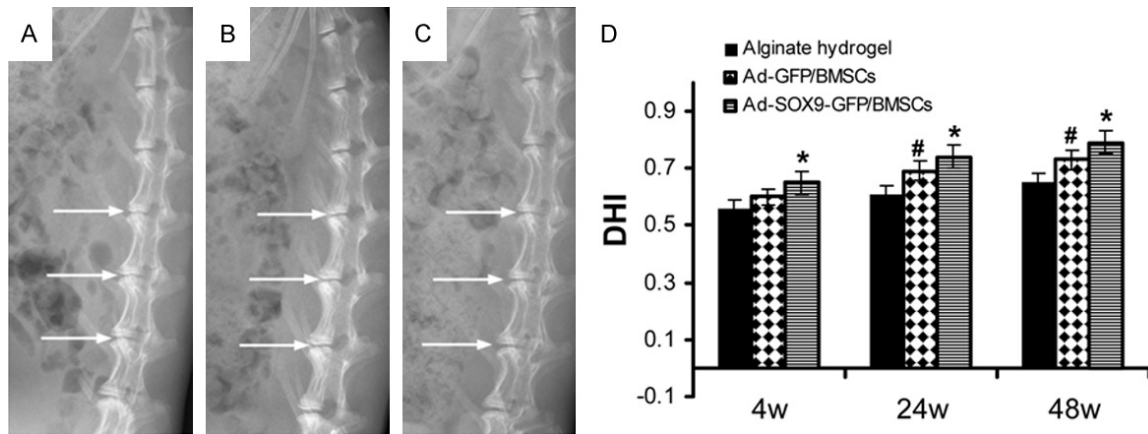 A
B
C
D
Alginate hydrogel
Ad-GFP/BMSCs
Ad-SOX9-GFP/BMSCs
DHI
0.9
0.7
0.5
0.3
0.1
-0.1
*
# *
# *
4w 24w 48w